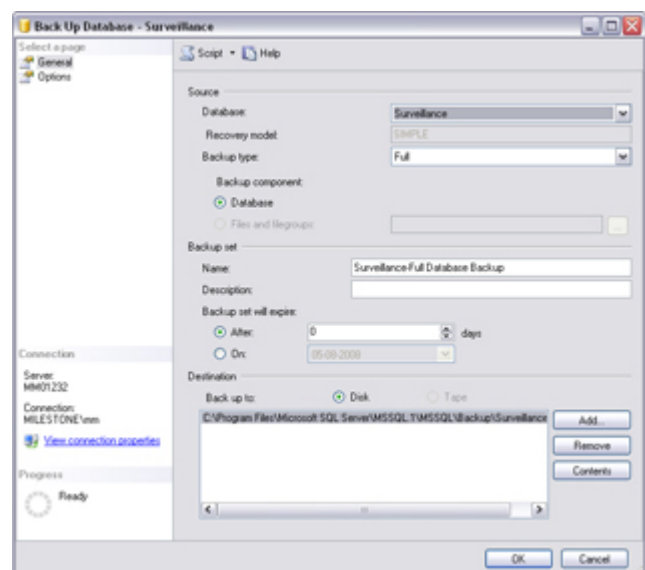 Back Up Database - Surveillance
Select a page
General
Options
Script Help
Source
Database: Surveillance
Recovery model: SIMPLE
Backup type: Full
Backup component:
Database
Files and filegroups: ...
Backup set
Name: Surveillance-Full Database Backup
Description:
Backup set will expire:
After: 0 days
On: 05-08-2008
Destination
Back up to: Disk Tape
C:\Program Files\Microsoft SQL Server\MSSQL.1\MSSQL\Backup\Surveillance
Add...
Remove
Contents
Connection
Server:
MM01232
Connection:
MILESTONE\mm
View connection properties
Progress
Ready
OK Cancel